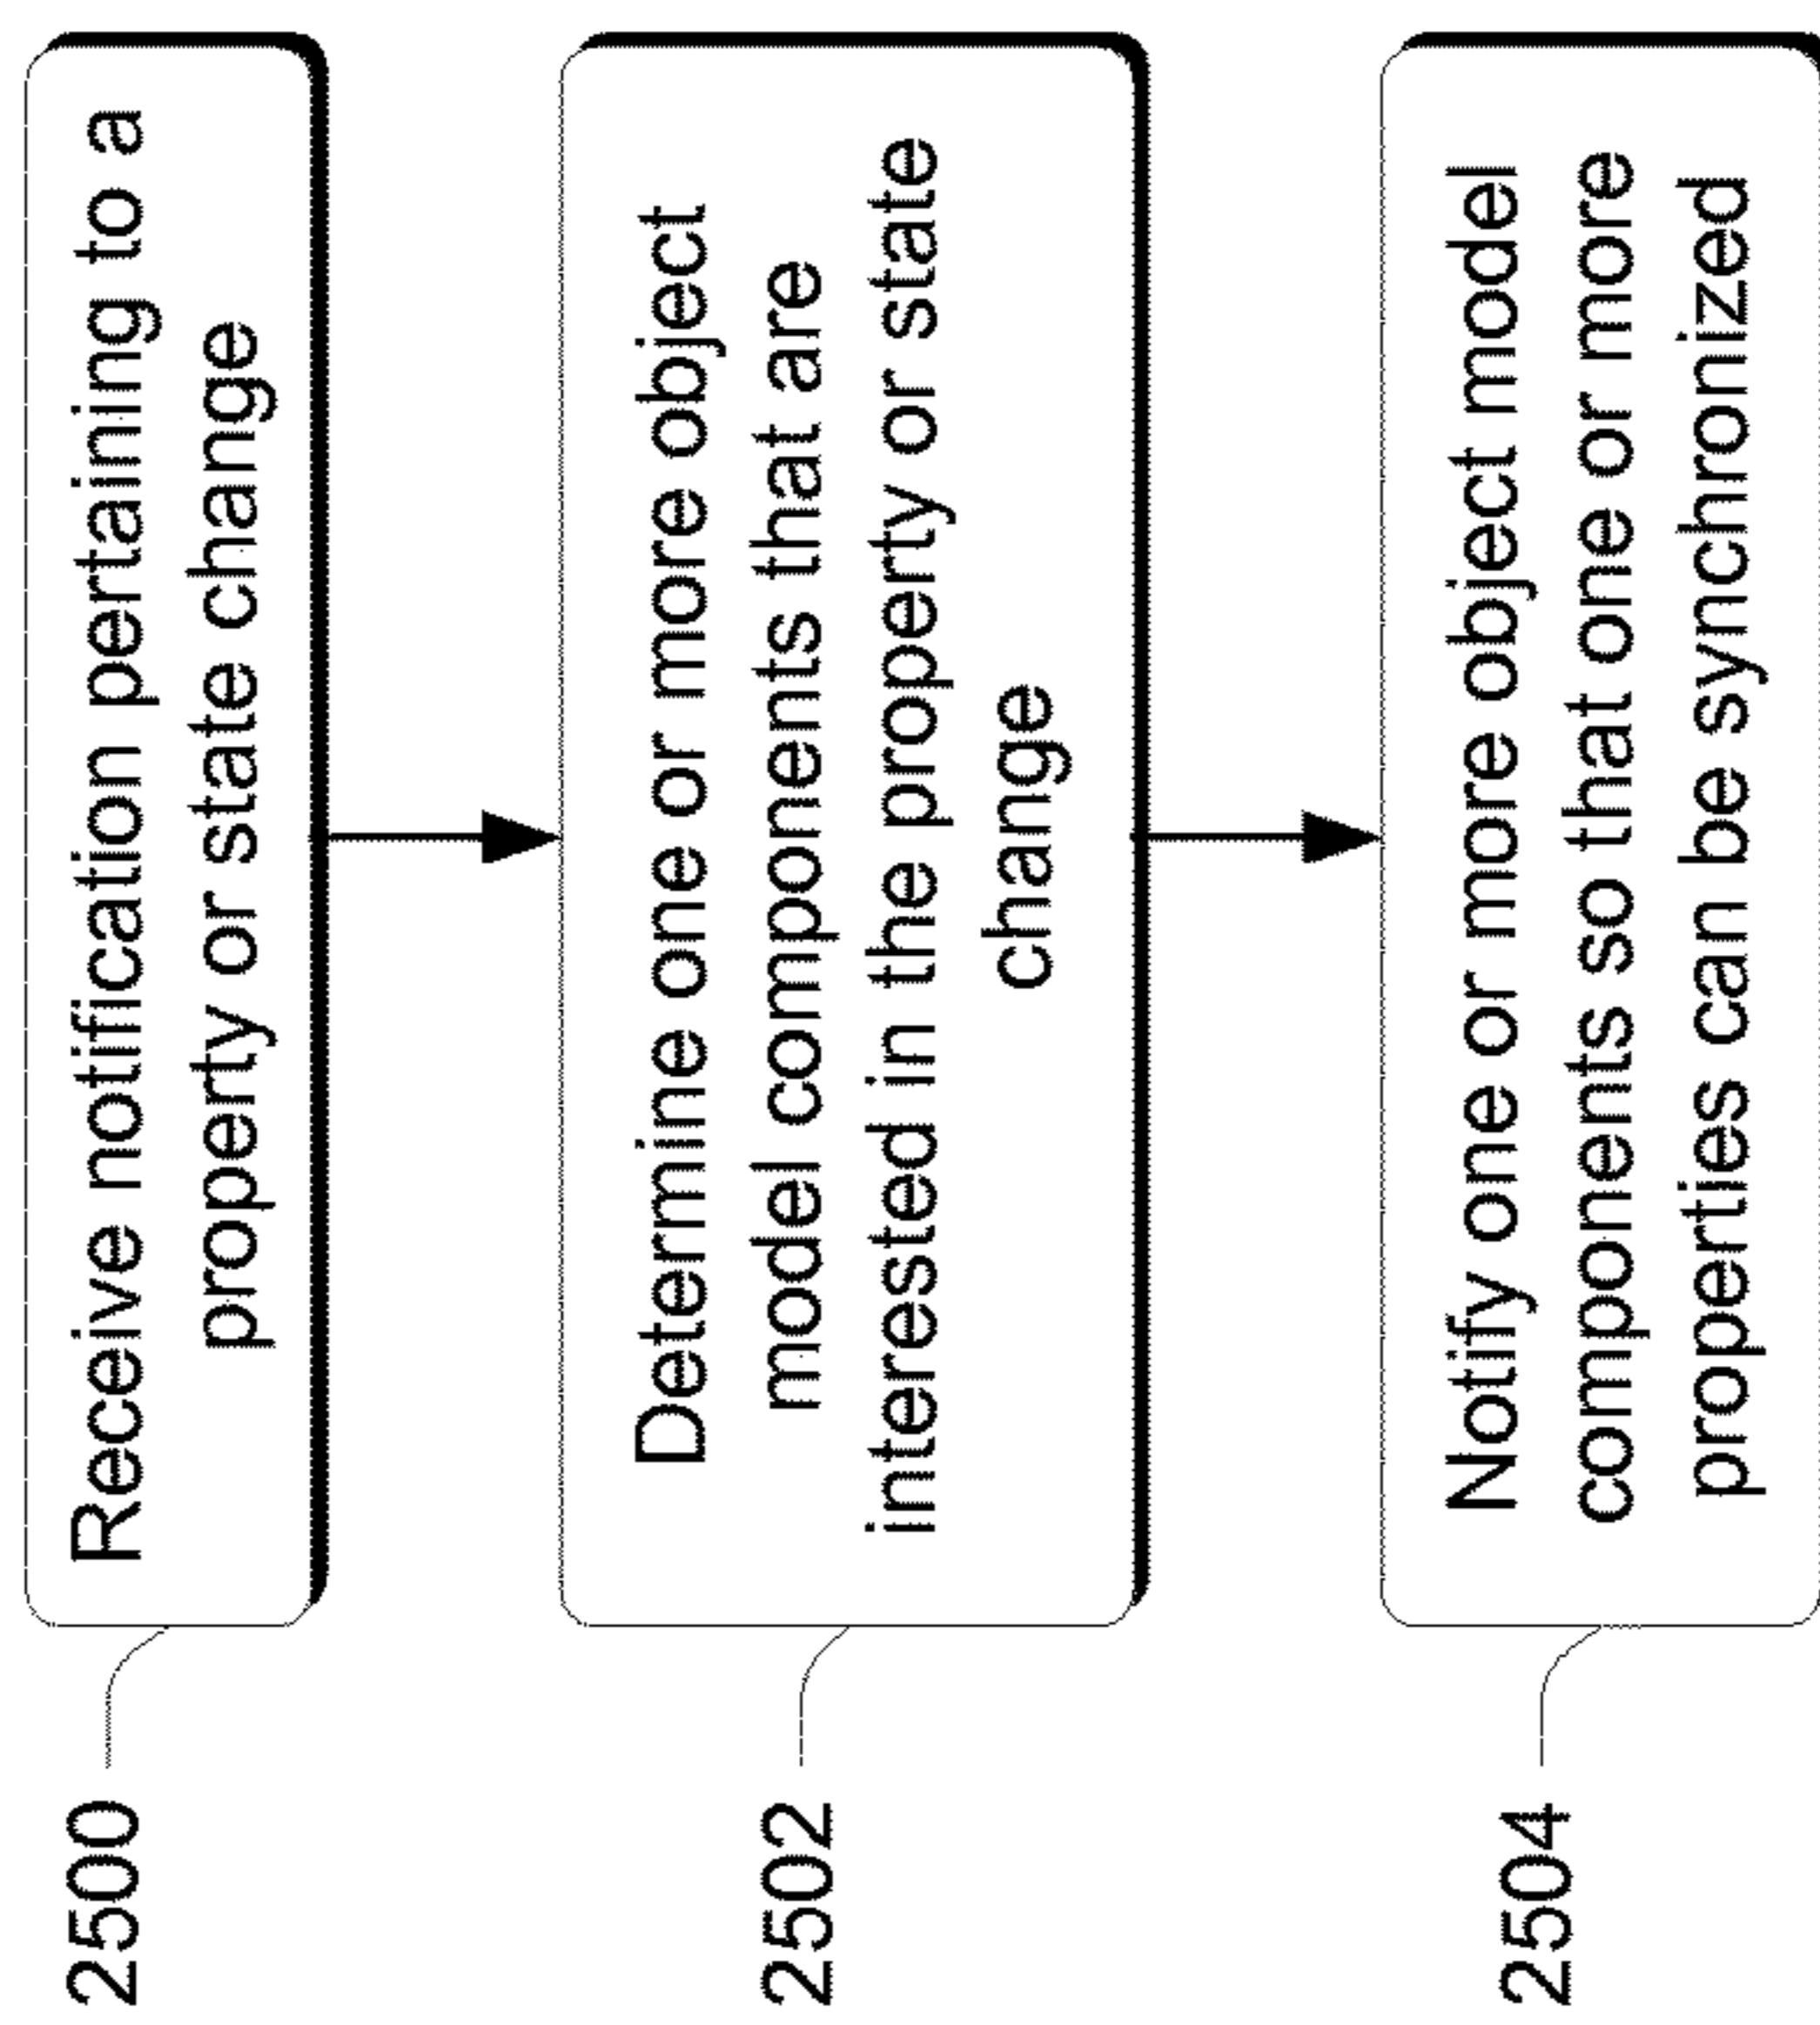 2500
Receive notification pertaining to a
property or state change
2502
Determine one or more object
model components that are
interested in the property or state
change
2504
Notify one or more object model
components so that one or more
properties can be synchronized